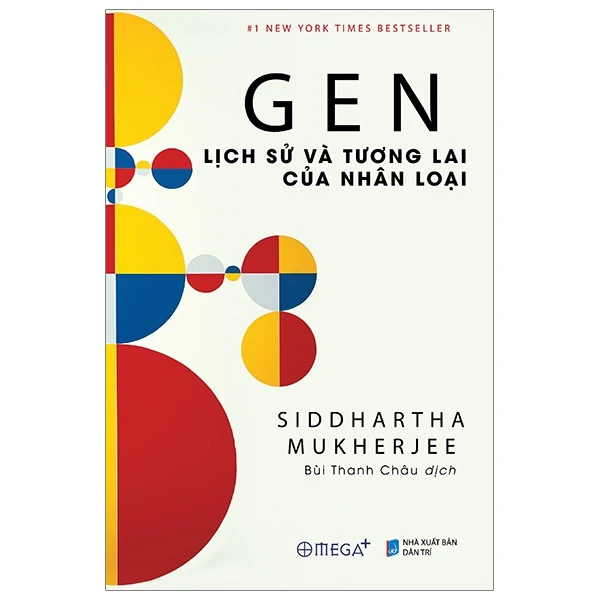 #1 NEW YORK TIMES BESTSELLER
GEN
LỊCH SỬ VÀ TƯƠNG LAI
CỦA NHÂN LOẠI
SIDDHARTHA
MUKHERJEE
Bùi Thanh Châu dịch
OMEGA+
NHÀ XUẤT BẢN
DÂN TRÍ